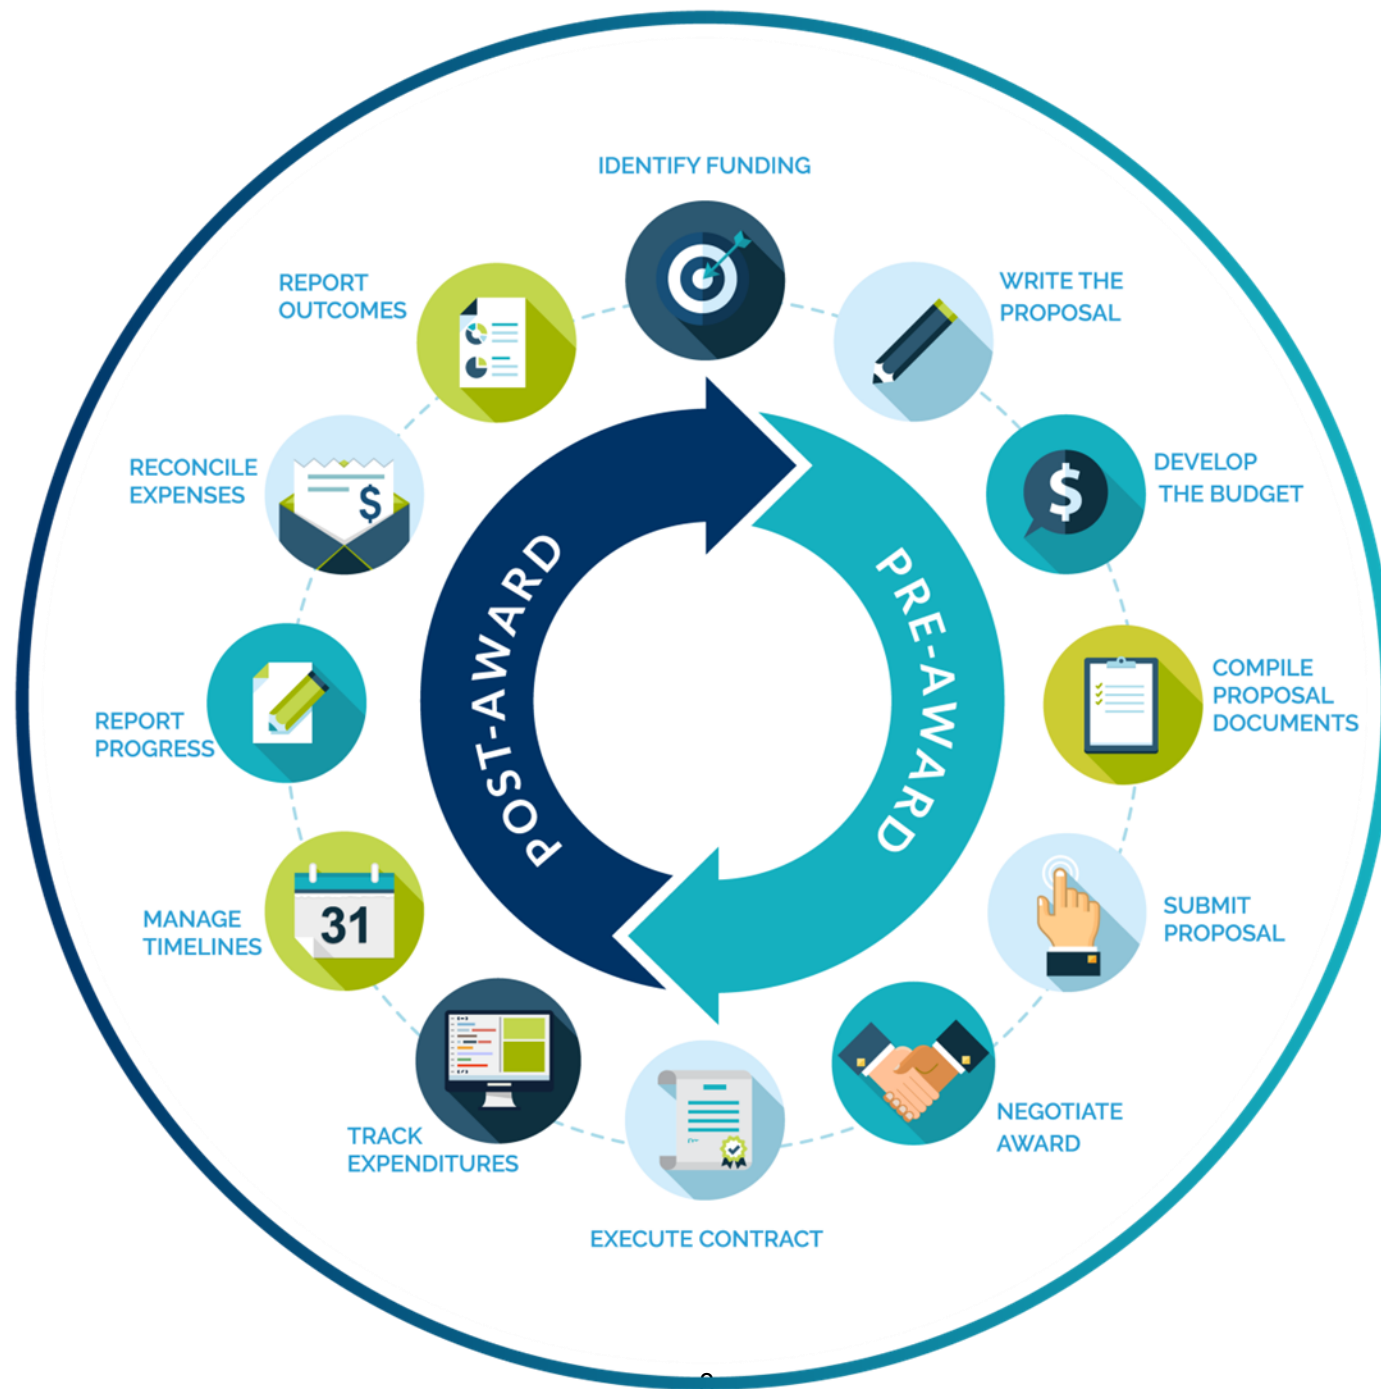 IDENTIFY FUNDING
WRITE THE
PROPOSAL
DEVELOP
THE BUDGET
COMPILE
PROPOSAL
DOCUMENTS
SUBMIT
PROPOSAL
NEGOTIATE
AWARD
EXECUTE CONTRACT
TRACK
EXPENDITURES
MANAGE
TIMELINES
31
REPORT
PROGRESS
RECONCILE
EXPENSES
$
REPORT
OUTCOMES
$
POST-AWARD
PRE-AWARD